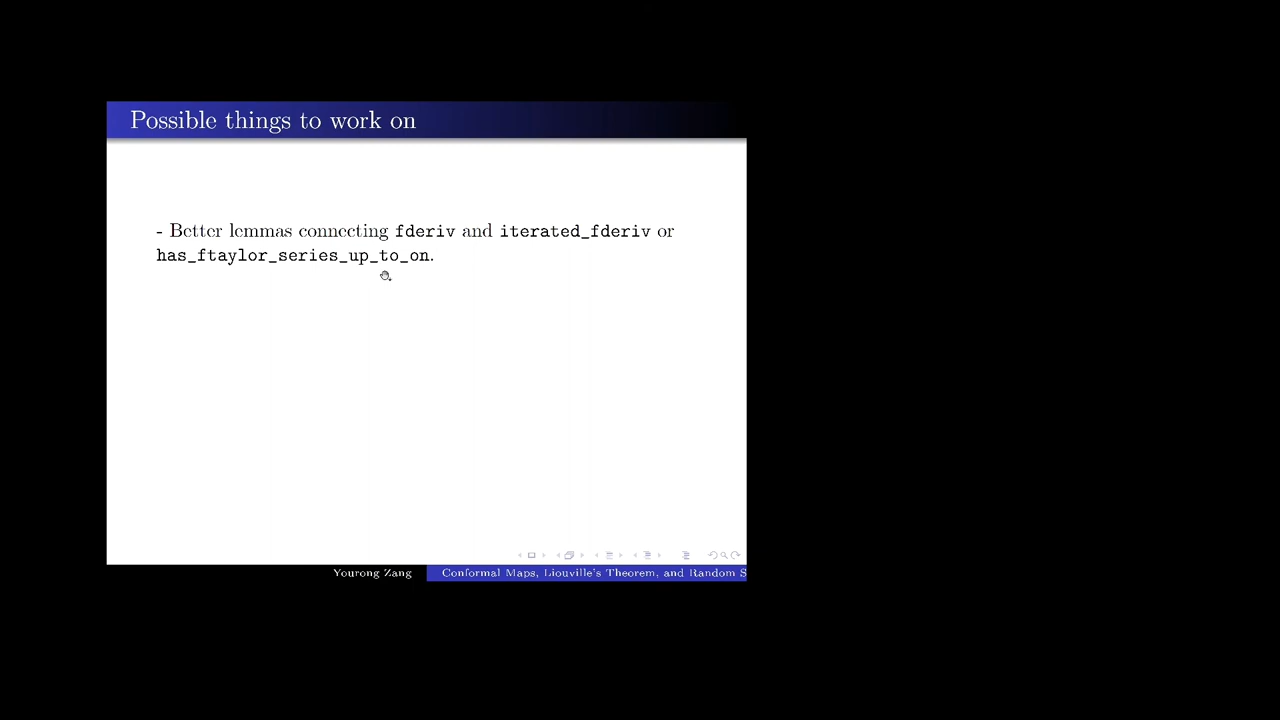 Possible things to work on
- Better lemmas connecting fderiv and iterated_fderiv or
has_ftaylor_series_up_to_on.
Yourong Zang
Conformal Maps, Liouville's Theorem, and Random S